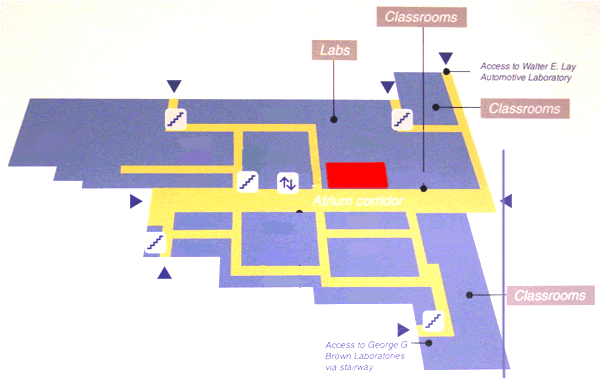 Classrooms
Labs
Access to Walter E. Lay
Automotive Laboratory
Classrooms
Atrium corridor
Classrooms
Access to George G
Brown Laboratories
via stairway